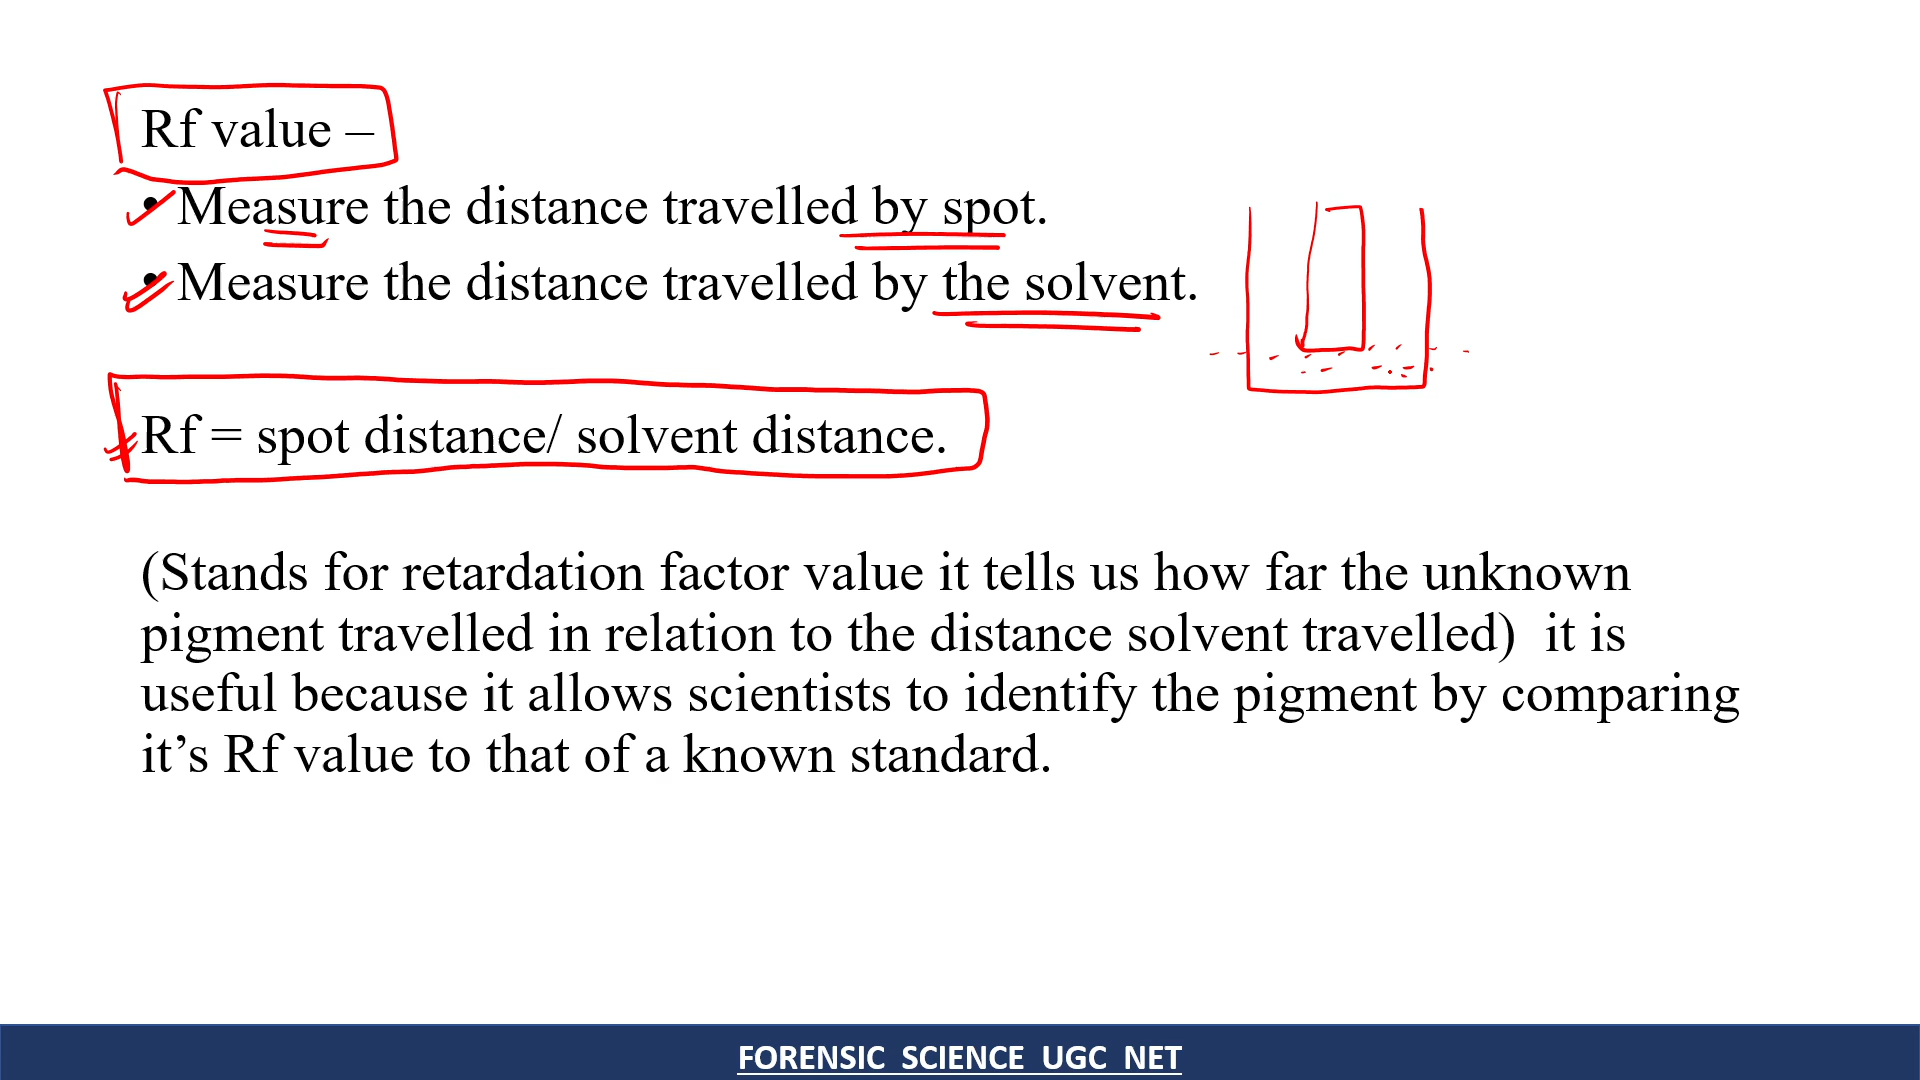 Rf value –
• Measure the distance travelled by spot.
• Measure the distance travelled by the solvent.
Rf = spot distance/ solvent distance.
(Stands for retardation factor value it tells us how far the unknown
pigment travelled in relation to the distance solvent travelled)  it is
useful because it allows scientists to identify the pigment by comparing
it’s Rf value to that of a known standard.
FORENSIC SCIENCE UGC NET